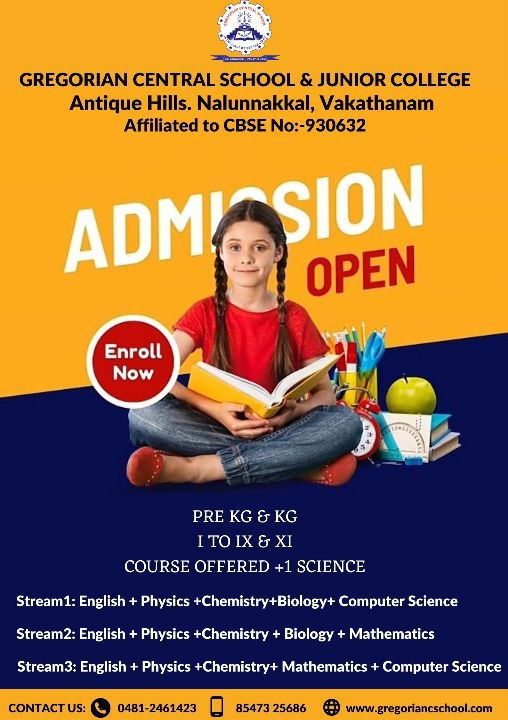 GREGORIAN CENTRAL SCHOOL & JUNIOR COLLEGE
Antique Hills. Nalunnakkal, Vakathanam
Affiliated to CBSE No:-930632
ADMISSION
OPEN
Enroll
Now
PRE KG & KG
I TO IX & XI
COURSE OFFERED +1 SCIENCE
Stream1: English + Physics +Chemistry+Biology+ Computer Science
Stream2: English + Physics +Chemistry + Biology + Mathematics
Stream3: English + Physics +Chemistry+ Mathematics + Computer Science
CONTACT US: 0481-2461423 85473 25686 www.gregoriancschool.com